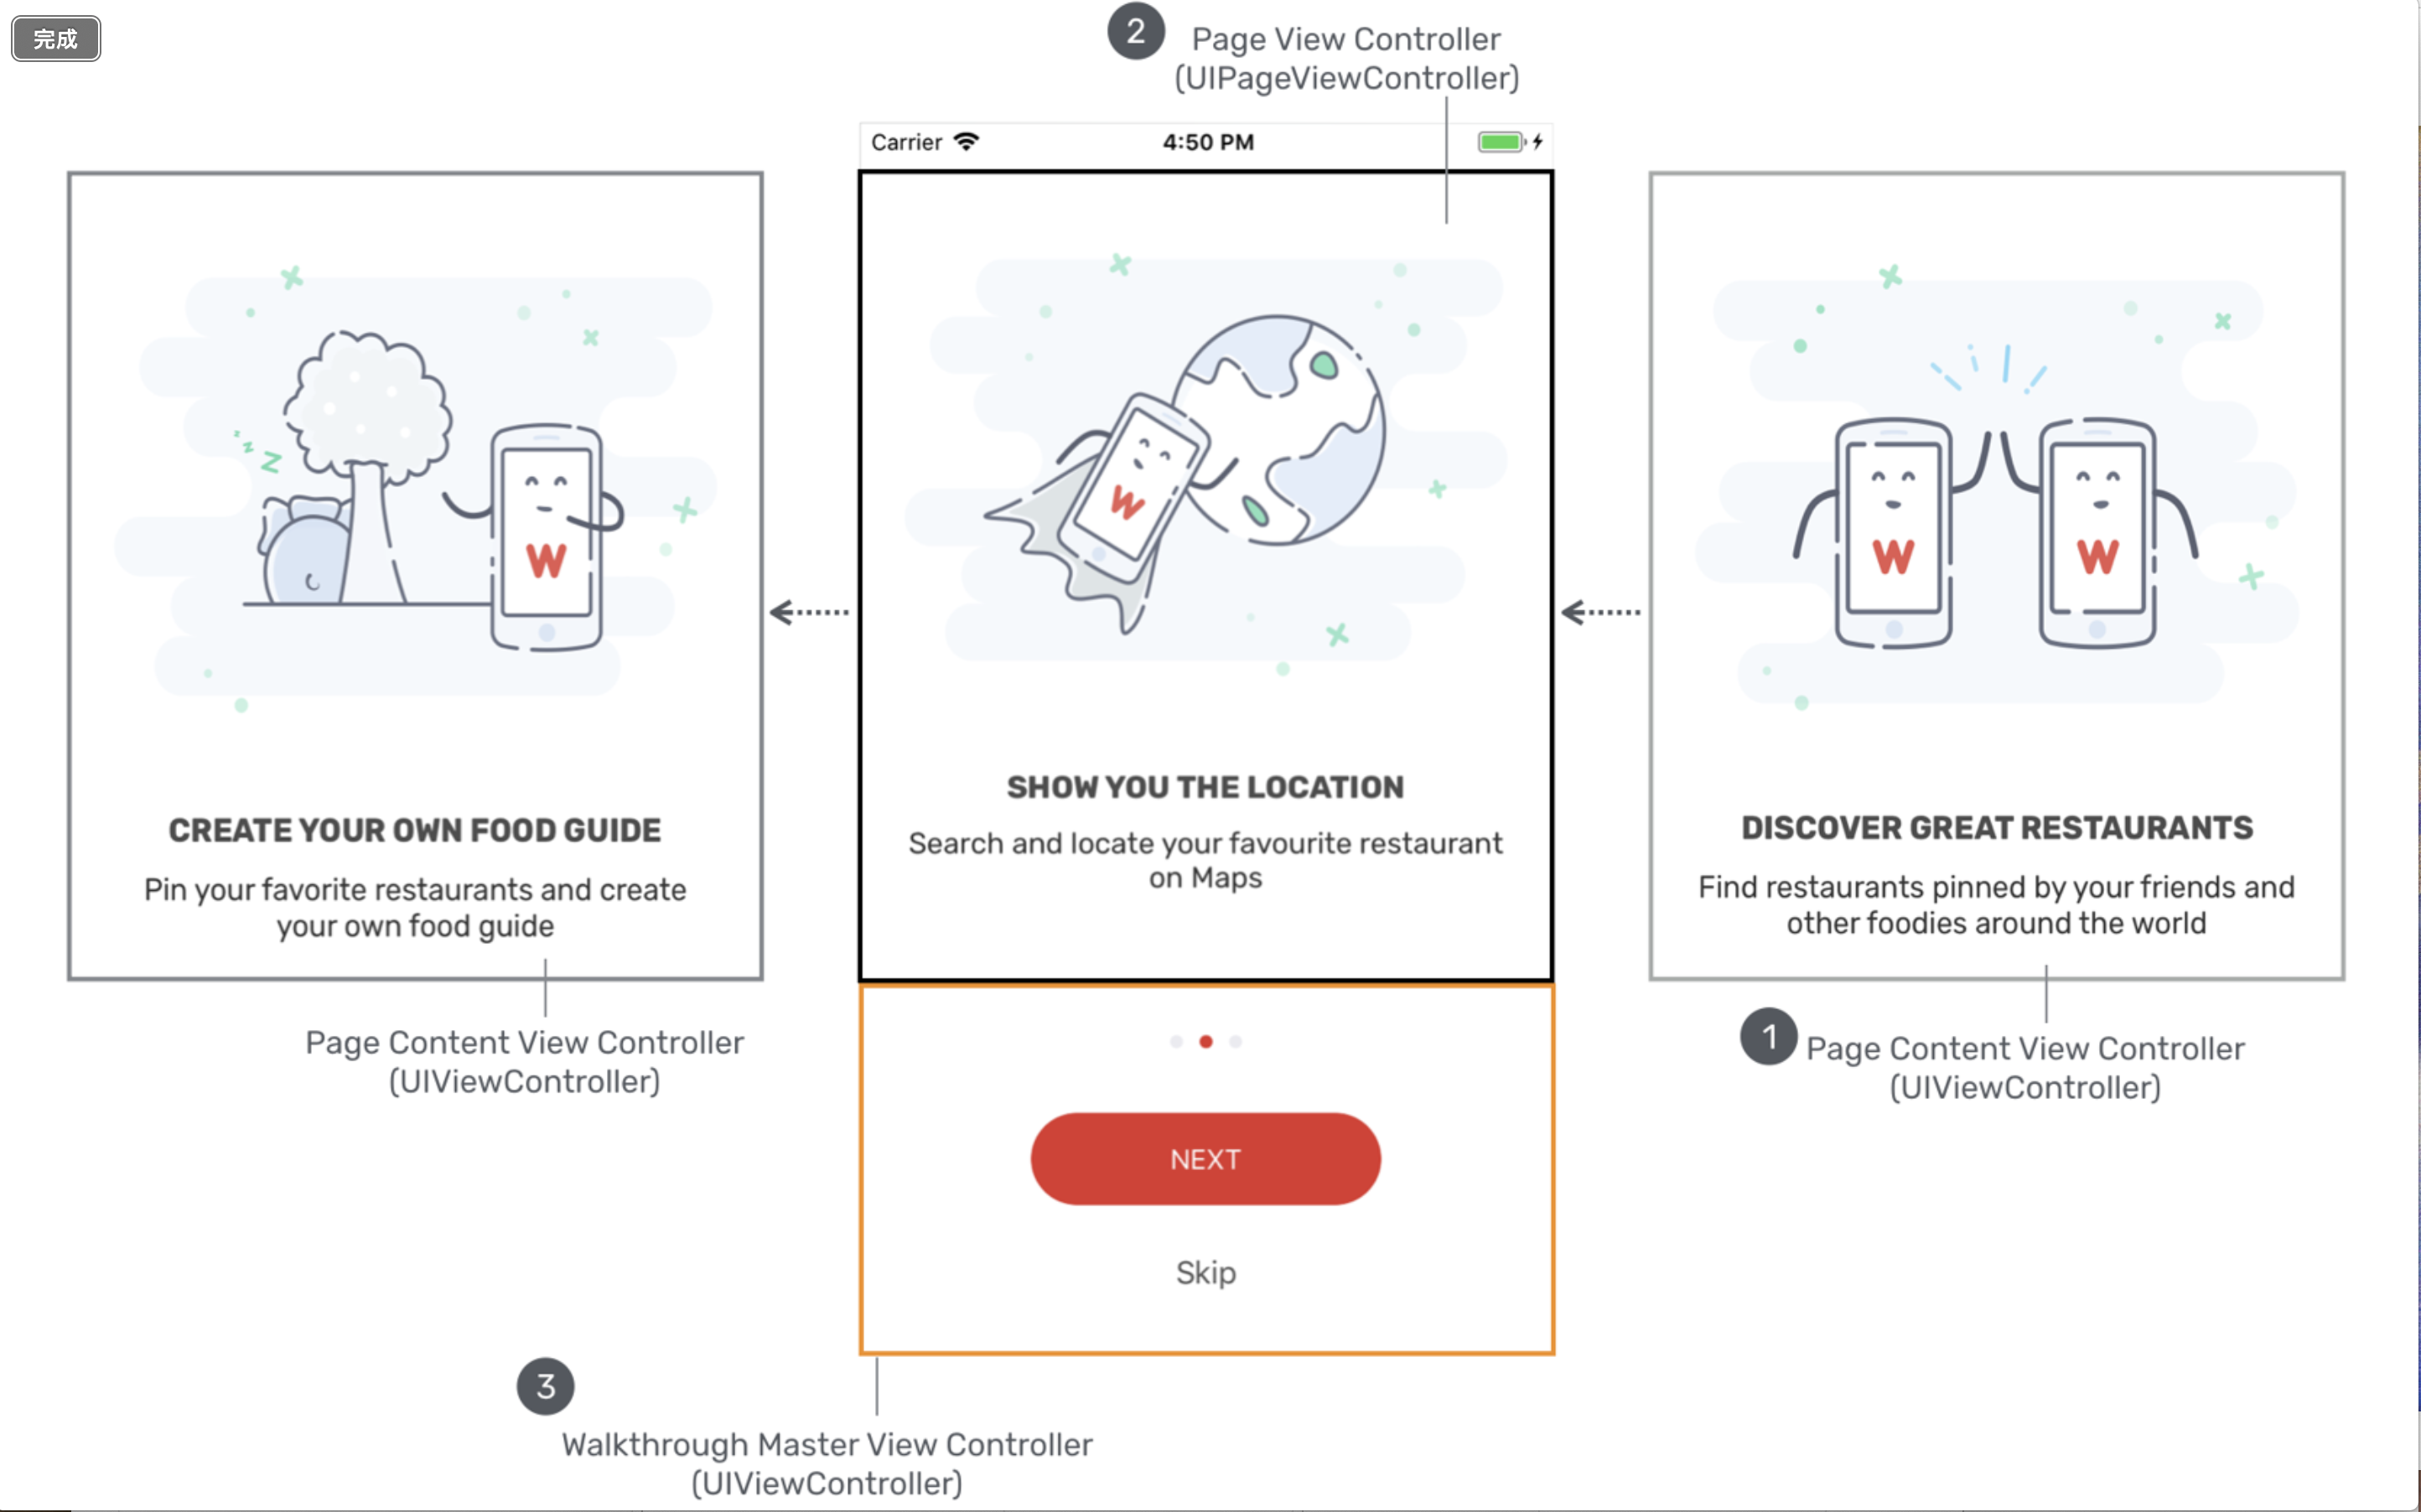 完成
2
Page View Controller
(UIPageViewController)
Carrier
4:50 PM
W
CREATE YOUR OWN FOOD GUIDE
Pin your favorite restaurants and create
your own food guide
Page Content View Controller
(UIViewController)
W
SHOW YOU THE LOCATION
Search and locate your favourite restaurant
on Maps
W
W
DISCOVER GREAT RESTAURANTS
Find restaurants pinned by your friends and
other foodies around the world
1
Page Content View Controller
(UIViewController)
NEXT
Skip
3
Walkthrough Master View Controller
(UIViewController)